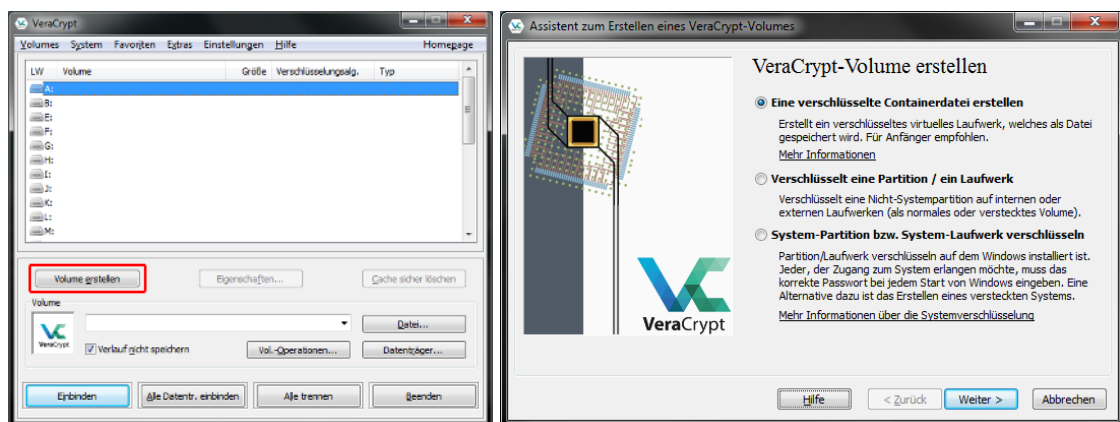 VeraCrypt
Volumes System Favoriten Extras Einstellungen Hilfe Homepage
LW Volume Größe Verschlüsselungsalg. Typ
A:
B:
E:
F:
G:
H:
I:
J:
K:
L:
M:
Volume erstellen Eigenschaften... Cache sicher löschen
Volume
VeraCrypt
Datei...
Verlauf nicht speichern Vol.-Operationen... Datenträger...
Einbinden Alle Datentr. einbinden Alle trennen Beenden
Assistent zum Erstellen eines VeraCrypt-Volumes
VeraCrypt-Volume erstellen
Eine verschlüsselte Containerdatei erstellen
Erstellt ein verschlüsseltes virtuelles Laufwerk, welches als Datei
gespeichert wird. Für Anfänger empfohlen.
Mehr Informationen
Verschlüsselt eine Partition / ein Laufwerk
Verschlüsselt eine Nicht-Systempartition auf internen oder
externen Laufwerken (als normales oder verstecktes Volume).
System-Partition bzw. System-Laufwerk verschlüsseln
Partition/Laufwerk verschlüsseln auf dem Windows installiert ist.
Jeder, der Zugang zum System erlangen möchte, muss das
korrekte Passwort bei jedem Start von Windows eingeben. Eine
Alternative dazu ist das Erstellen eines versteckten Systems.
Mehr Informationen über die Systemverschlüsselung
VeraCrypt
Hilfe < Zurück Weiter > Abbrechen